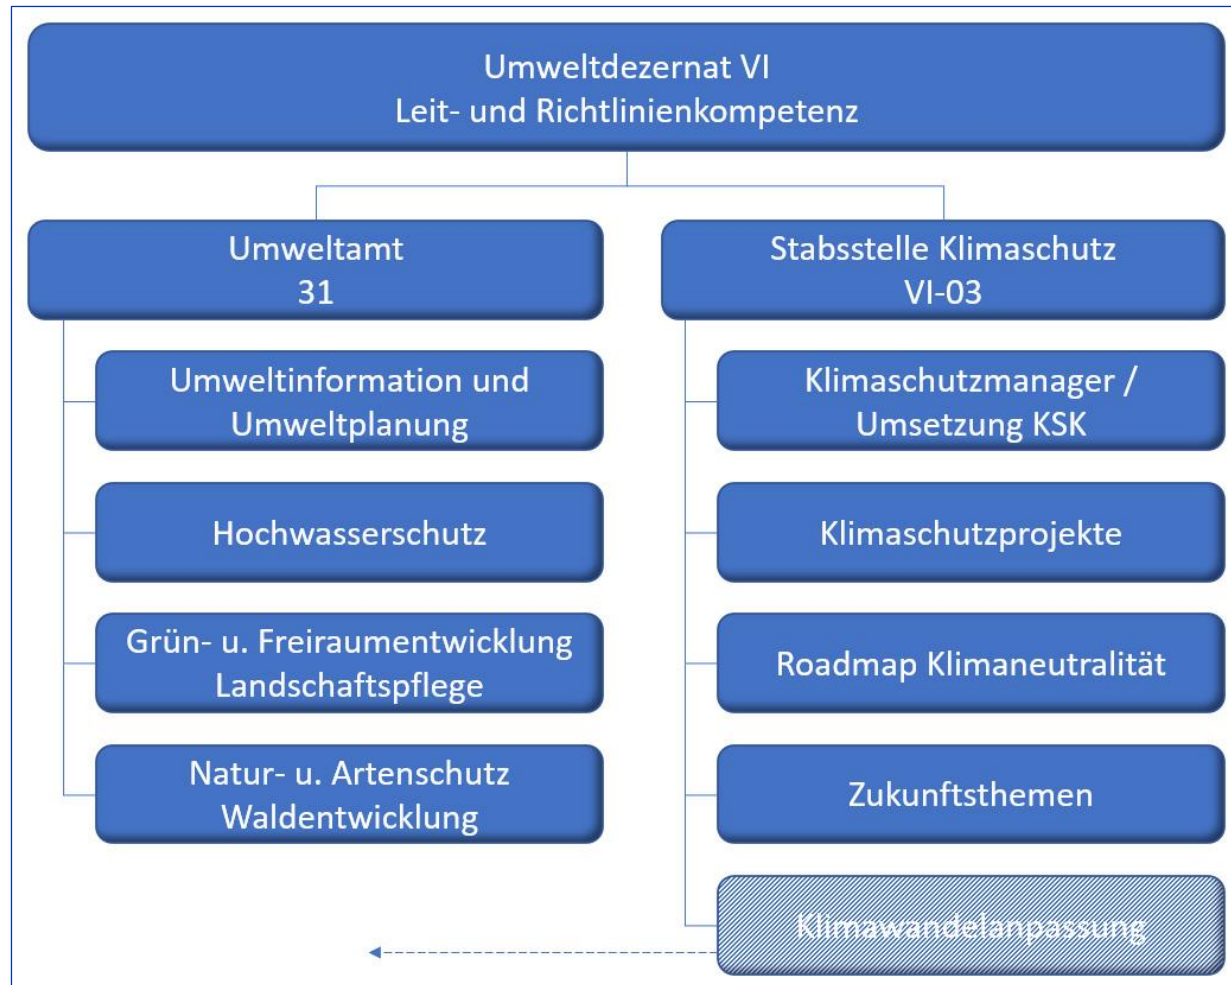 Umweltdezernat VI
Leit- und Richtlinienkompetenz
Umweltamt
31
Umweltinformation und
Umweltplanung
Hochwasserschutz
Grün- u. Freiraumentwicklung
Landschaftspflege
Natur- u. Artenschutz
Waldentwicklung
Stabsstelle Klimaschutz
VI-03
Klimaschutzmanager /
Umsetzung KSK
Klimaschutzprojekte
Roadmap Klimaneutralität
Zukunftsthemen
Klimawandelanpassung